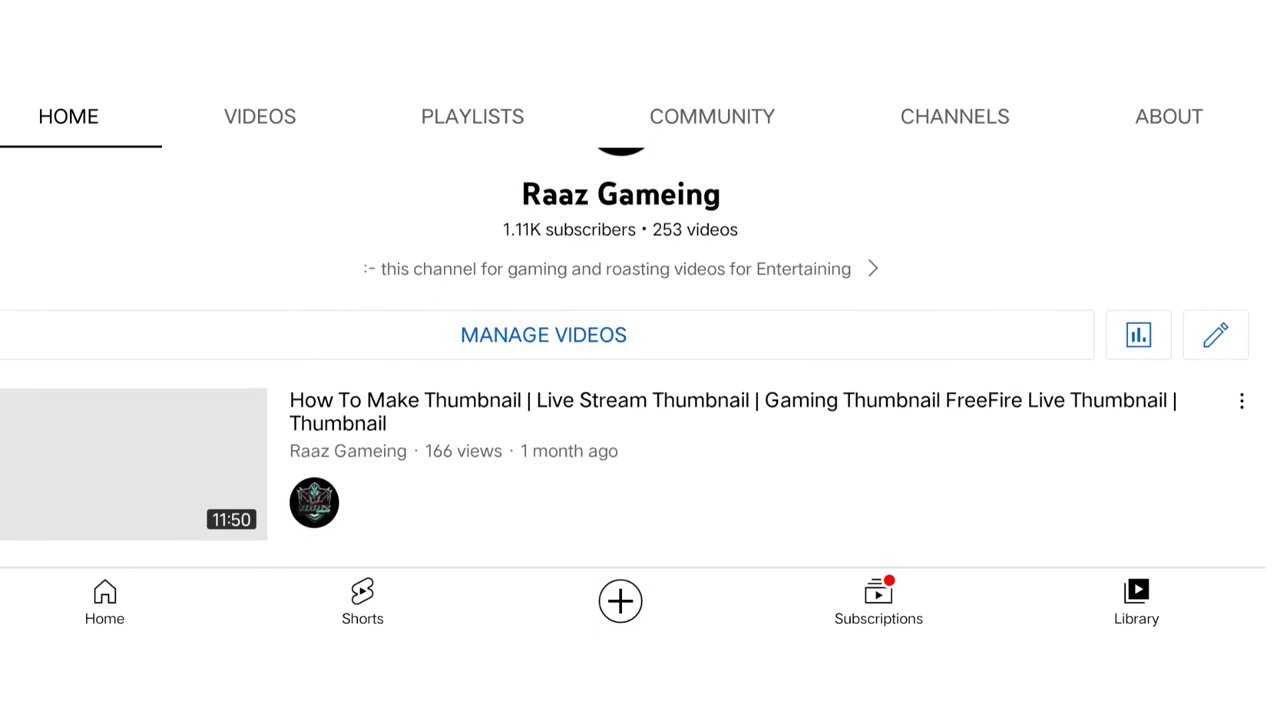 HOME VIDEOS PLAYLISTS COMMUNITY CHANNELS ABOUT
Raaz Gameing
1.11K subscribers • 253 videos
:- this channel for gaming and roasting videos for Entertaining
MANAGE VIDEOS
How To Make Thumbnail | Live Stream Thumbnail | Gaming Thumbnail FreeFire Live Thumbnail |
Thumbnail
Raaz Gameing · 166 views · 1 month ago
11:50
Home Shorts Subscriptions Library